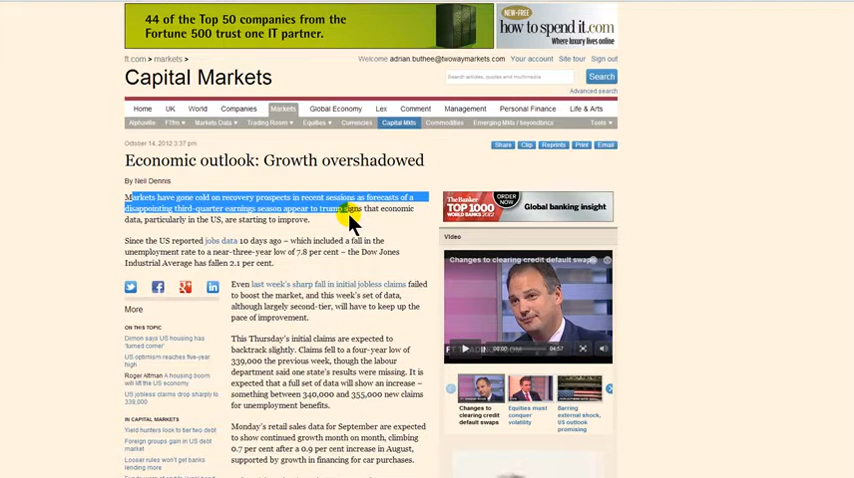 44 of the Top 50 companies from the
Fortune 500 trust one IT partner.
NEW·FREE
how to spend it.com
Where luxury lives online
ft.com > markets >
Welcome adrian.buthee@twowaymarkets.com Your account Site tour Sign out
Capital Markets
Search articles, quotes and multimedia
Search
Advanced search
Home UK World Companies Markets Global Economy Lex Comment Management Personal Finance Life & Arts
Alphaville FTfm Markets Data Trading Room Equities Currencies Capital Mkts Commodities Emerging Mkts / beyondbrics Tools
October 14, 2012 3:37 pm
Share Clip Reprints Print Email
Economic outlook: Growth overshadowed
By Neil Dennis
Markets have gone cold on recovery prospects in recent sessions as forecasts of a
disappointing third-quarter earnings season appear to trump signs that economic
data, particularly in the US, are starting to improve.
Since the US reported jobs data 10 days ago – which included a fall in the
unemployment rate to a near-three-year low of 7.8 per cent – the Dow Jones
Industrial Average has fallen 2.1 per cent.
More
ON THIS TOPIC
Dimon says US housing has
'turned corner'
US optimism reaches five-year
high
Roger Altman A housing boom
will lift the US economy
US jobless claims drop sharply to
339,000
IN CAPITAL MARKETS
Yield hunters look to tier two debt
Foreign groups gain in US debt
market
Looser rules won't get banks
lending more
Even last week's sharp fall in initial jobless claims failed
to boost the market, and this week's set of data,
although largely second-tier, will have to keep up the
pace of improvement.
This Thursday's initial claims are expected to
backtrack slightly. Claims fell to a four-year low of
339,000 the previous week, though the labour
department said one state's results were missing. It is
expected that a full set of data will show an increase –
something between 340,000 and 355,000 new claims
for unemployment benefits.
Monday's retail sales data for September are expected
to show continued growth month on month, climbing
0.7 per cent after a 0.9 per cent increase in August,
supported by growth in financing for car purchases.
The Banker
TOP 1000
WORLD BANKS 2012
ORDER
NOW
Global banking insight
Video
Changes to clearing credit default swaps
00:00
04:57
Changes to
clearing credit
default swaps
Equities must
conquer
volatility
Barring
external shock,
US outlook
promising